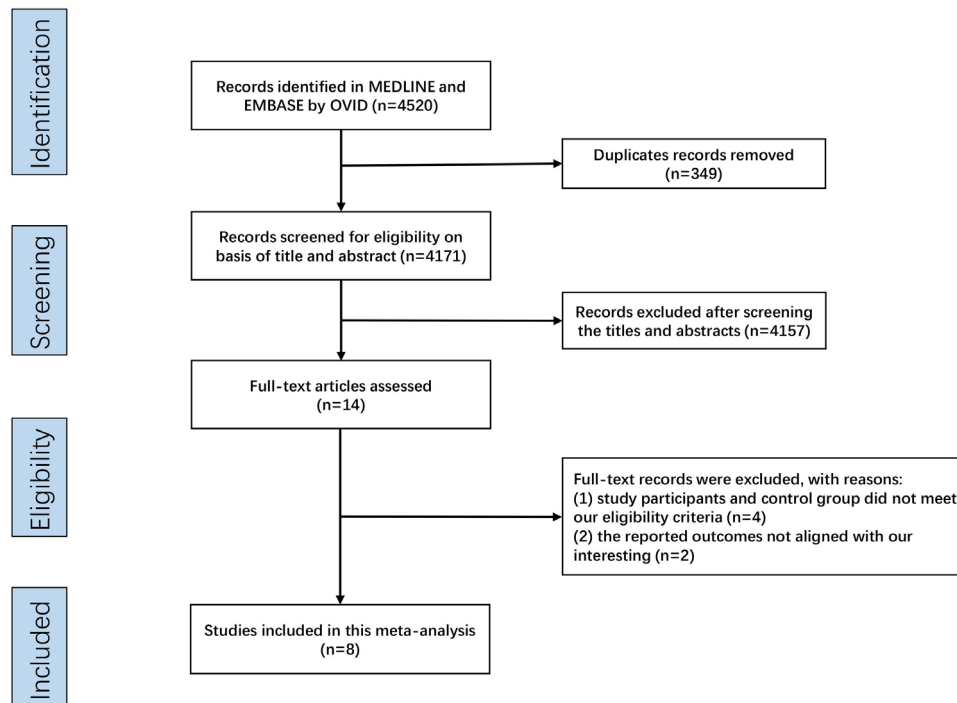 Identification
Records identified in MEDLINE and
EMBASE by OVID (n=4520)
Duplicates records removed
(n=349)
Screening
Records screened for eligibility on
basis of title and abstract (n=4171)
Records excluded after screening
the titles and abstracts (n=4157)
Full-text articles assessed
(n=14)
Eligibility
Full-text records were excluded, with reasons:
(1) study participants and control group did not meet
our eligibility criteria (n=4)
(2) the reported outcomes not aligned with our
interesting (n=2)
Included
Studies included in this meta-analysis
(n=8)